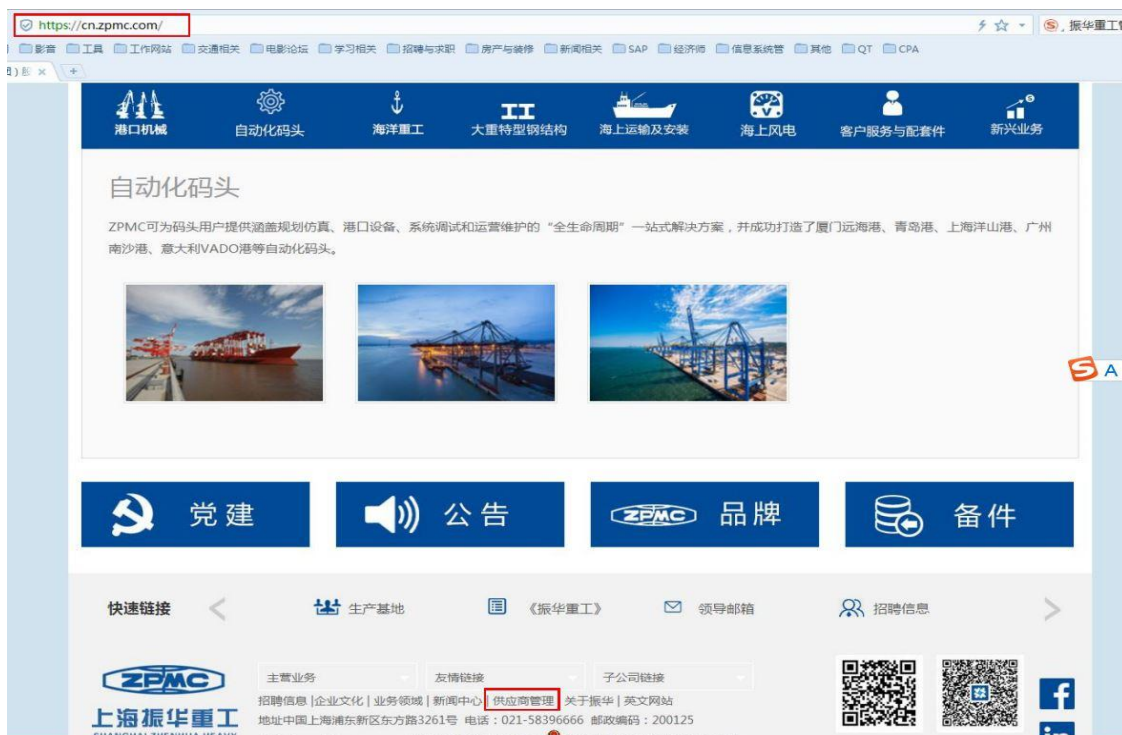 https://cn.zpmc.com/
振华重工
影音 工具 工作网站 交通相关 电影论坛 学习相关 招聘与求职 房产与装修 新闻相关 SAP 经济师 信息系统管 其他 QT CPA
港口机械 自动化码头 海洋重工 大重特型钢结构 海上运输及安装 海上风电 客户服务与配套件 新兴业务
自动化码头
ZPMC可为码头用户提供涵盖规划仿真、港口设备、系统调试和运营维护的“全生命周期”一站式解决方案，并成功打造了厦门远海港、青岛港、上海洋山港、广州
南沙港、意大利VADO港等自动化码头。
S A
党建 公告 ZPMC 品牌 备件
快速链接 生产基地 《振华重工》 领导邮箱 招聘信息
ZPMC 主营业务 友情链接 子公司链接
招聘信息 |企业文化 | 业务领域 | 新闻中心 | 供应商管理 | 关于振华 | 英文网站
上海振华重工 地址中国上海浦东新区东方路3261号 电话：021-58396666 邮政编码：200125
SHANGHAI ZHENHUA HEAVY
f
in